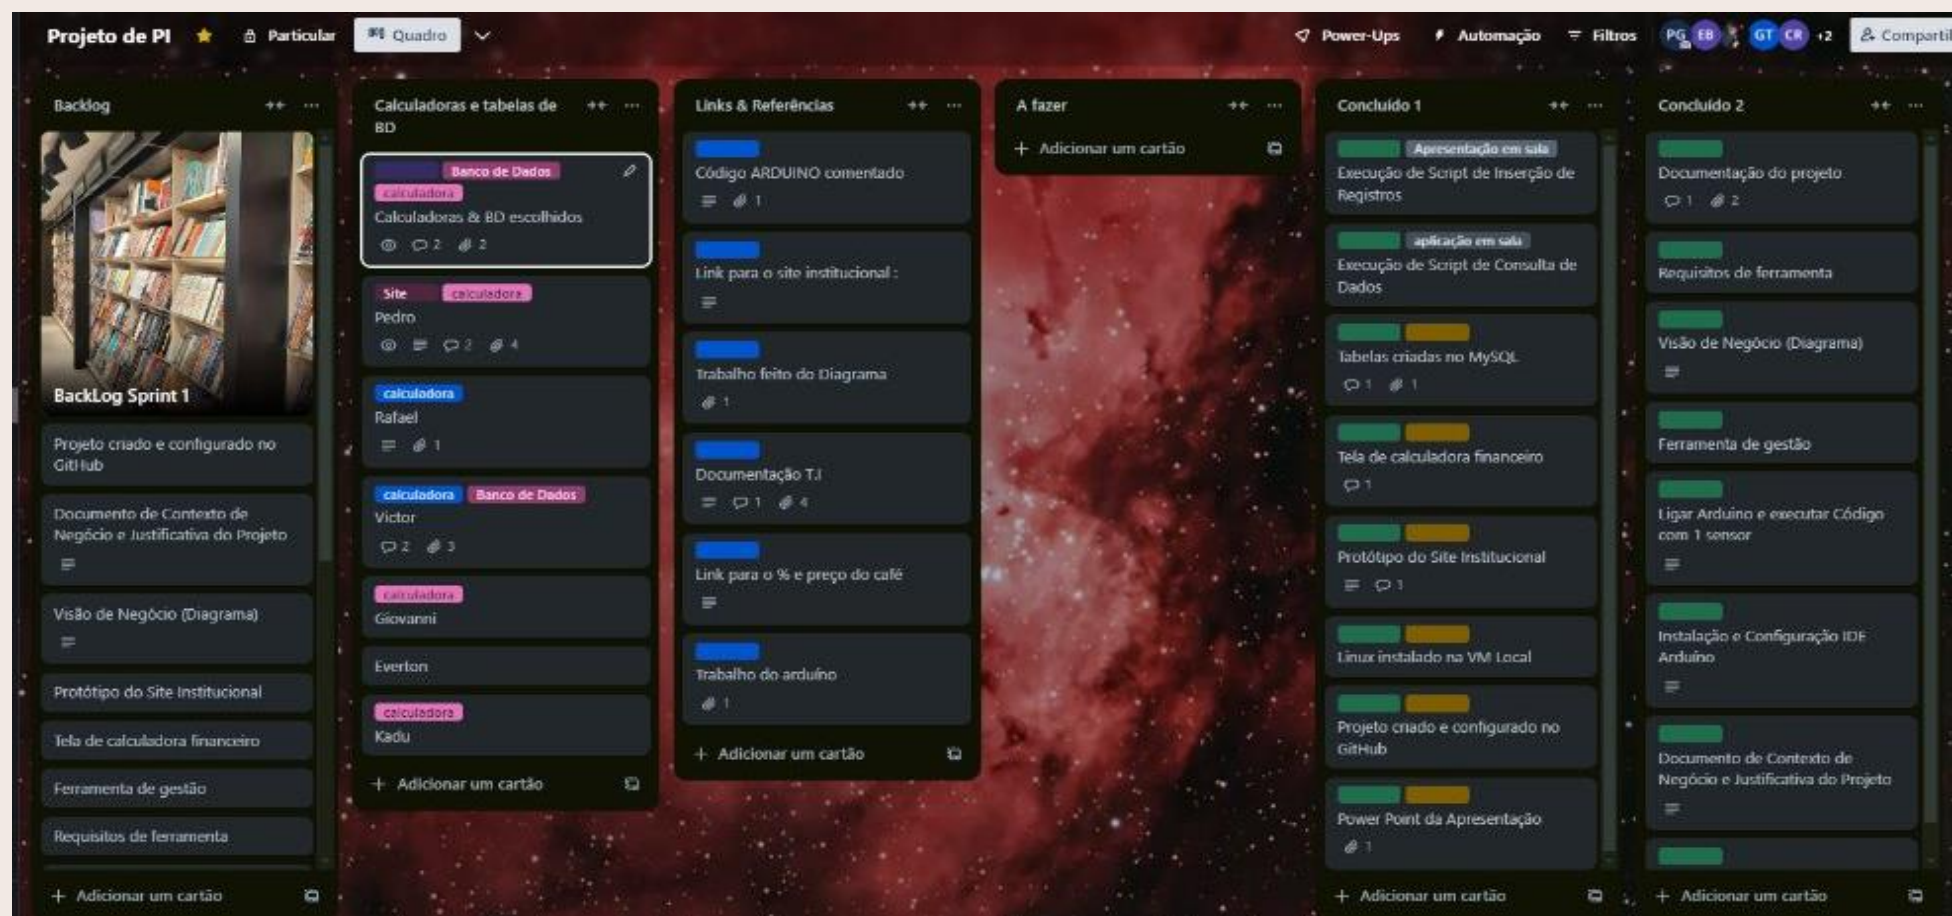 Projeto de PI
Particular
Quadro
Power-Ups
Automação
Filtros
PG
EB
GT
CR
+2
Compartil
Backlog
BackLog Sprint 1
Projeto criado e configurado no
GitHub
Documento de Contexto de
Negócio e Justificativa do Projeto
Visão de Negócio (Diagrama)
Protótipo do Site Institucional
Tela de calculadora financeiro
Ferramenta de gestão
Requisitos de ferramenta
+ Adicionar um cartão
Calculadoras e tabelas de
BD
Banco de Dados
calculadora
Calculadoras & BD escolhidos
2 2
Site calculadora
Pedro
2 4
calculadora
Rafael
1
calculadora Banco de Dados
Victor
2 3
calculadora
Giovanni
Everton
calculadora
Kadu
+ Adicionar um cartão
Links & Referências
Código ARDUINO comentado
1
Link para o site institucional :
Trabalho feito do Diagrama
1
Documentação T.I
1 4
Link para o % e preço do café
Trabalho do arduíno
1
+ Adicionar um cartão
A fazer
+ Adicionar um cartão
Concluído 1
Apresentação em sala
Execução de Script de Inserção de
Registros
aplicação em sala
Execução de Script de Consulta de
Dados
Tabelas criadas no MySQL
1 1
Tela de calculadora financeiro
1
Protótipo do Site Institucional
1
Linux instalado na VM Local
Projeto criado e configurado no
GitHub
Power Point da Apresentação
1
+ Adicionar um cartão
Concluído 2
Documentação do projeto
1 2
Requisitos de ferramenta
Visão de Negócio (Diagrama)
Ferramenta de gestão
Ligar Arduino e executar Código
com 1 sensor
Instalação e Configuração IDE
Arduino
Documento de Contexto de
Negócio e Justificativa do Projeto
+ Adicionar um cartão